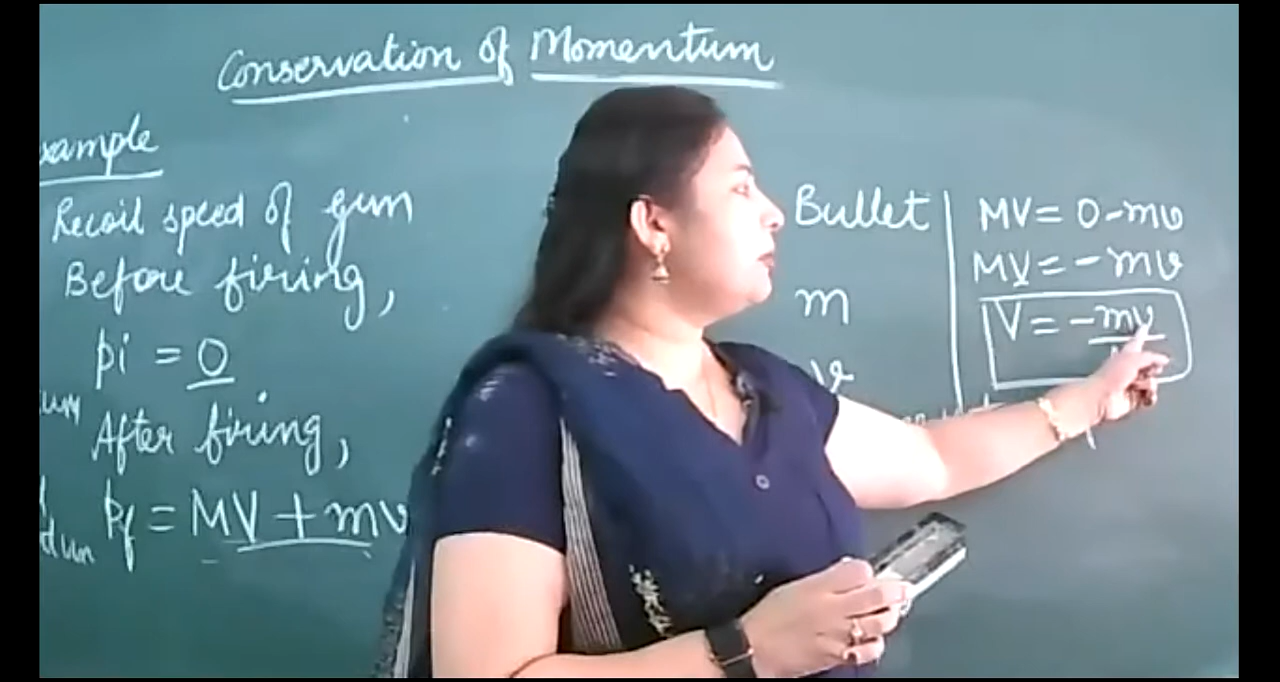 Conservation of Momentum
xample
Recoil speed of gun
Before firing,
pi = 0
After firing,
Pf = MV + mv
Bullet
m
v
MV = 0 - mv
MV = - mv
V = - mv